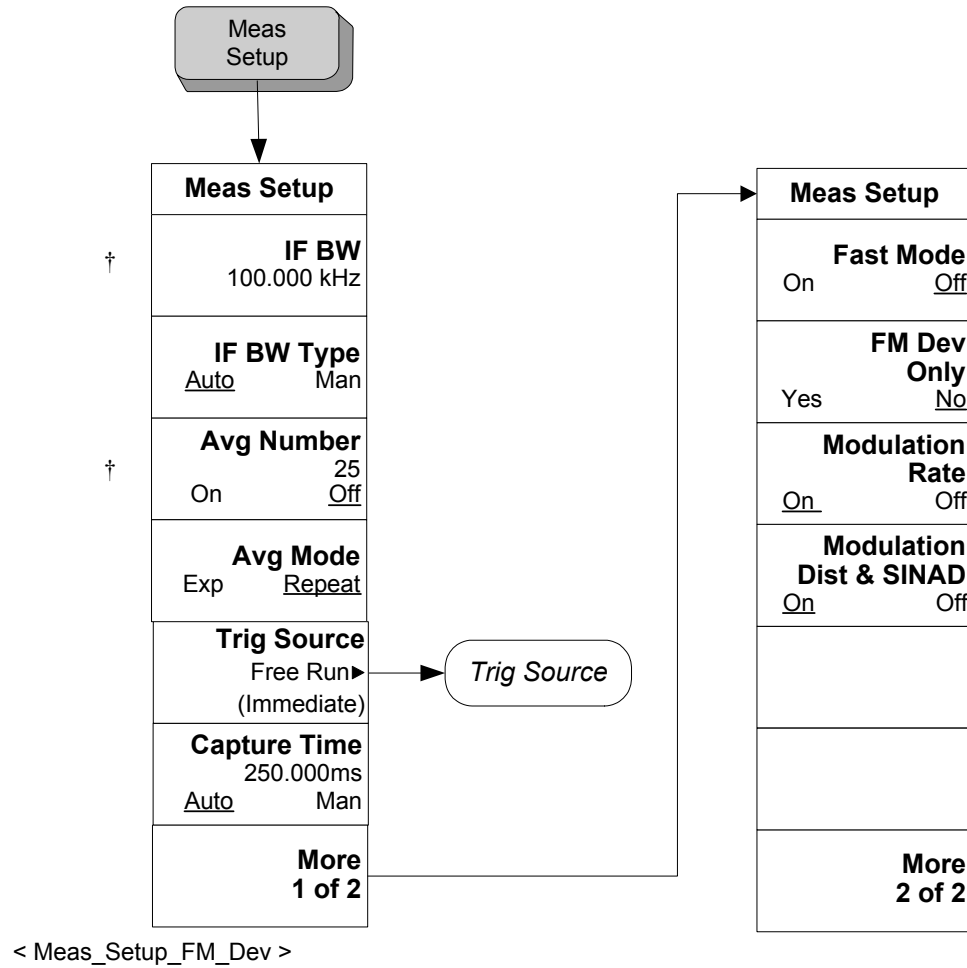 Meas
Setup
Meas Setup
†
IF BW
100.000 kHz
IF BW Type
Auto Man
†
Avg Number
25
On Off
Avg Mode
Exp Repeat
Trig Source
Free Run▶
(Immediate)
Trig Source
Capture Time
250.000ms
Auto Man
More
1 of 2
Meas Setup
Fast Mode
On Off
FM Dev
Only
Yes No
Modulation
Rate
On Off
Modulation
Dist & SINAD
On Off
More
2 of 2
< Meas_Setup_FM_Dev >